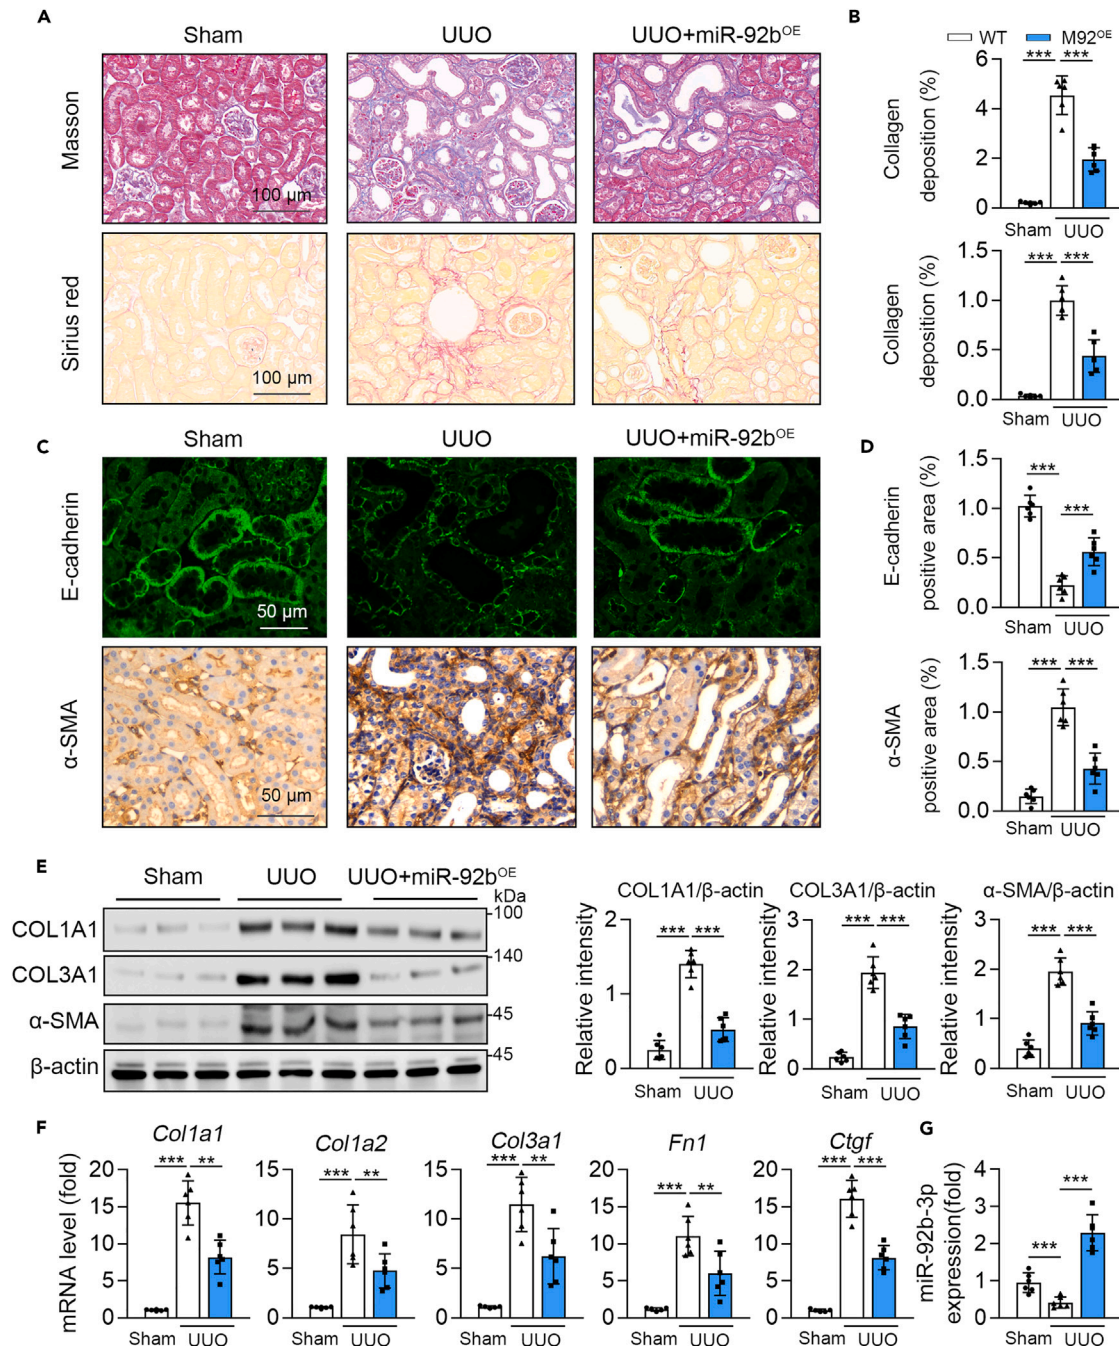 A
Sham
UUO
UUO+miR-92bOE
Masson
100 µm
Sirius red
100 µm
B
WT
M92OE
Collagen
deposition (%)
***
***
6
4
2
0
Sham
UUO
Collagen
deposition (%)
***
***
1.5
1.0
0.5
0.0
Sham
UUO
C
Sham
UUO
UUO+miR-92bOE
E-cadherin
50 µm
α-SMA
50 µm
D
E-cadherin
positive area (%)
***
***
1.5
1.0
0.5
0.0
Sham
UUO
α-SMA
positive area (%)
***
***
1.5
1.0
0.5
0.0
Sham
UUO
E
Sham
UUO
UUO+miR-92bOE
kDa
COL1A1
-100
COL3A1
-140
α-SMA
-45
β-actin
-45
COL1A1/β-actin
Relative intensity
***
***
2
1
0
Sham
UUO
COL3A1/β-actin
Relative intensity
***
***
3
2
1
0
Sham
UUO
α-SMA/β-actin
Relative intensity
***
***
3
2
1
0
Sham
UUO
F
mRNA level (fold)
Col1a1
***
**
20
15
10
5
0
Sham
UUO
Col1a2
***
**
15
10
5
0
Sham
UUO
Col3a1
***
**
15
10
5
0
Sham
UUO
Fn1
***
**
20
15
10
5
0
Sham
UUO
Ctgf
***
***
20
15
10
5
0
Sham
UUO
G
miR-92b-3p
expression(fold)
***
***
4
3
2
1
0
Sham
UUO